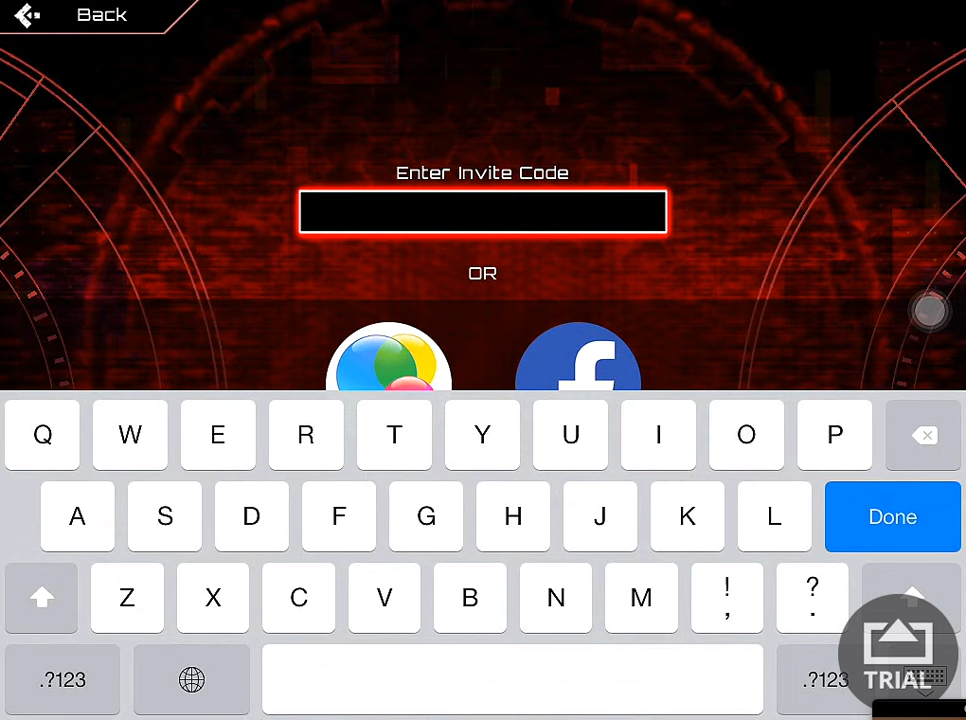 Back
Enter Invite Code
OR
f
Q W E R T Y U I O P
A S D F G H J K L Done
Z X C V B N M ! , ? .
.?123 .?123
TRIAL